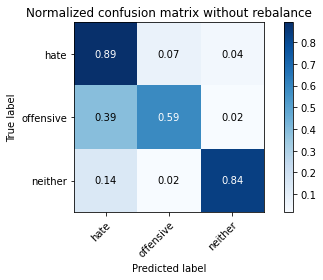 Normalized confusion matrix without rebalance
True label
hate
offensive
neither
0.89 0.07 0.04
0.39 0.59 0.02
0.14 0.02 0.84
hate
offensive
neither
Predicted label
0.8
0.7
0.6
0.5
0.4
0.3
0.2
0.1